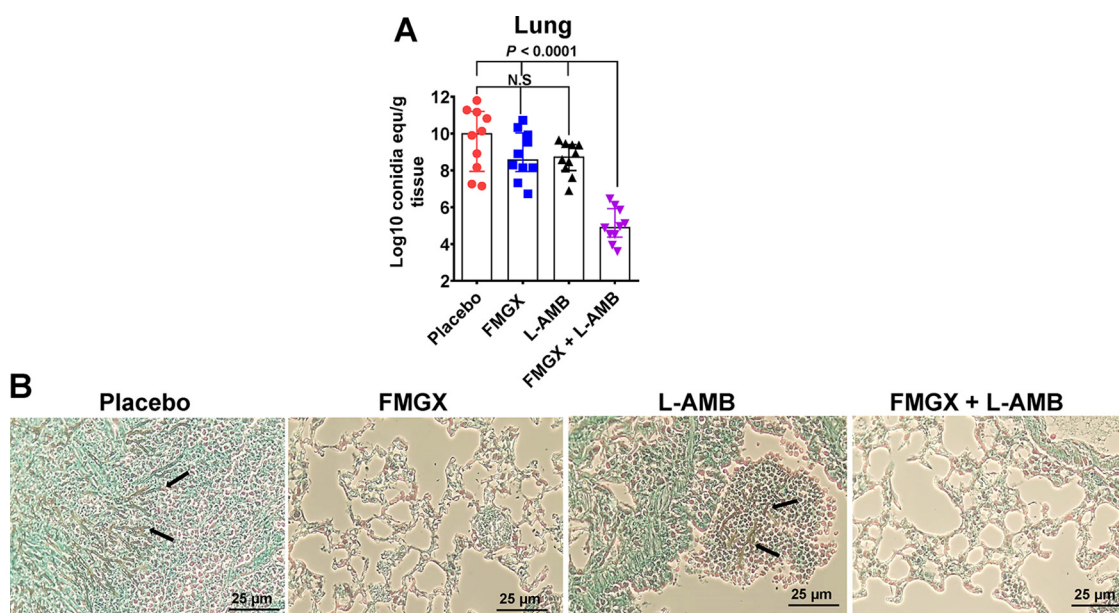 A
Lung
P < 0.0001
N.S
Log10 conidia equ/g
tissue
12
10
8
6
4
2
Placebo
FMGX
L-AMB
FMGX + L-AMB
B
Placebo
FMGX
L-AMB
FMGX + L-AMB
25 μm
25 μm
25 μm
25 μm